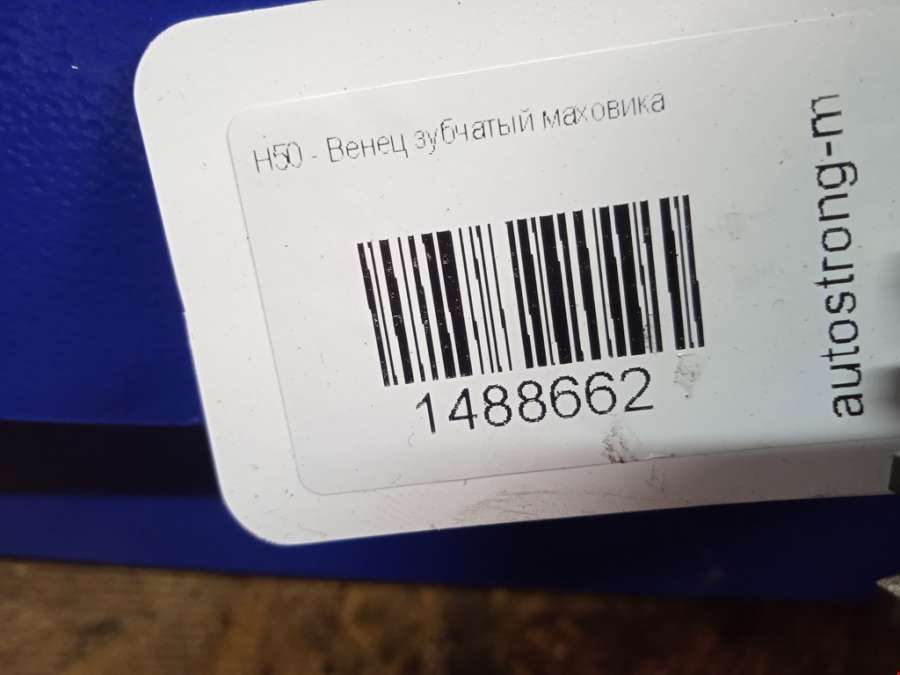 H50 - Венец зубчатый маховика
1488662
autostrong-m